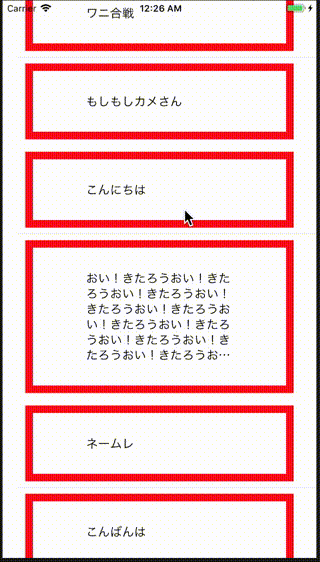 Carrier 12:26 AM
ワニ合戦
もしもしカメさん
こんにちは
おい！きたろうおい！きた
ろうおい！きたろうおい！
きたろうおい！きたろうお
い！きたろうおい！きたろ
うおい！きたろうおい！き
たろうおい！きたろうお…
ネームレ
こんばんは